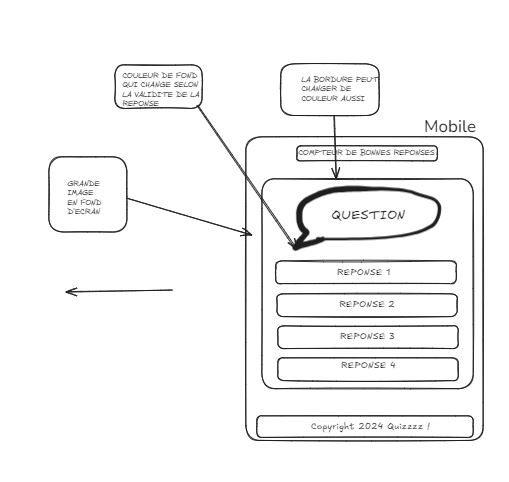 COULEUR DE FOND
QUI CHANGE SELON
LA VALIDITE DE LA
REPONSE
LA BORDURE PEUT
CHANGER DE
COULEUR AUSSI
Mobile
COMPTEUR DE BONNES REPONSES
GRANDE
IMAGE
EN FOND
D'ECRAN
QUESTION
REPONSE 1
REPONSE 2
REPONSE 3
REPONSE 4
Copyright 2024 Quizzzz !